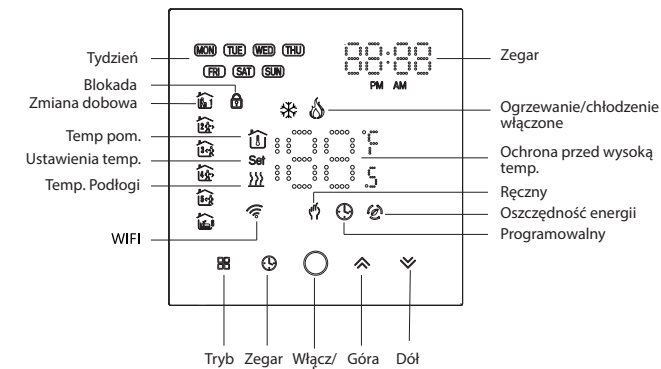 Tydzień
Blokada
Zmiana dobowa
Temp pom.
Ustawienia temp.
Temp. Podłogi
WIFI
MON TUE WED THU
FRI SAT SUN
88:88
PM AM
Set
Zegar
Ogrzewanie/chłodzenie
włączone
Ochrona przed wysoką
temp.
Ręczny
Oszczędność energii
Programowalny
Tryb Zegar Włącz/ Góra Dół